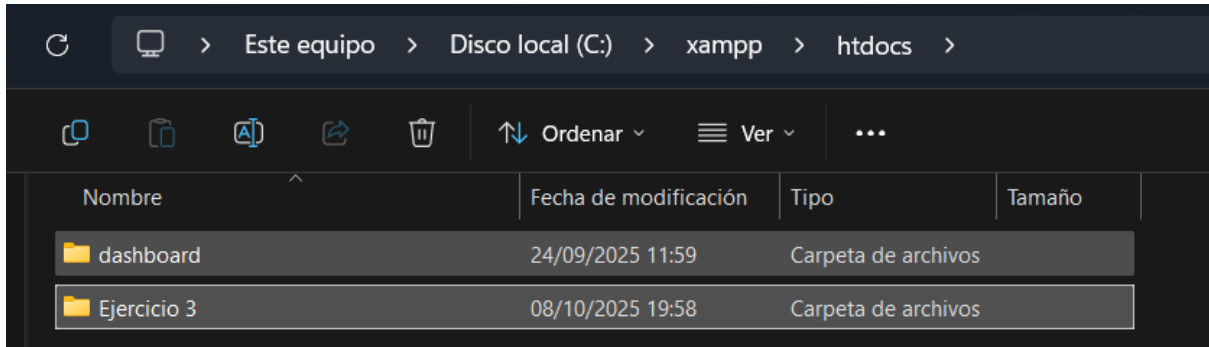 Este equipo > Disco local (C:) > xampp > htdocs >
Ordenar Ver ...
Nombre Fecha de modificación Tipo Tamaño
dashboard 24/09/2025 11:59 Carpeta de archivos
Ejercicio 3 08/10/2025 19:58 Carpeta de archivos